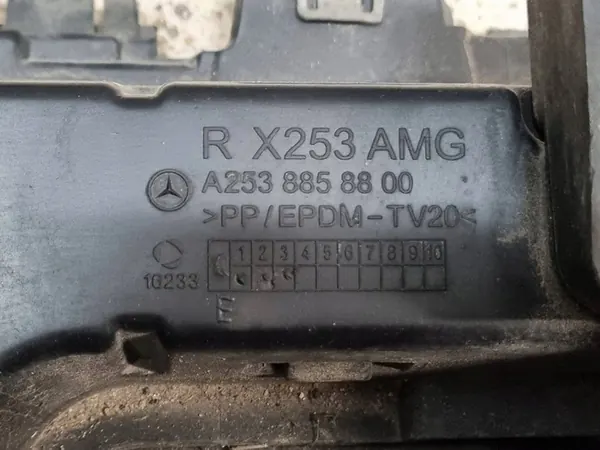 R X253 AMG
A253 885 88 00
>PP/EPDM-TV20<
1 2 3 4 5 6 7 8 9 10
16233